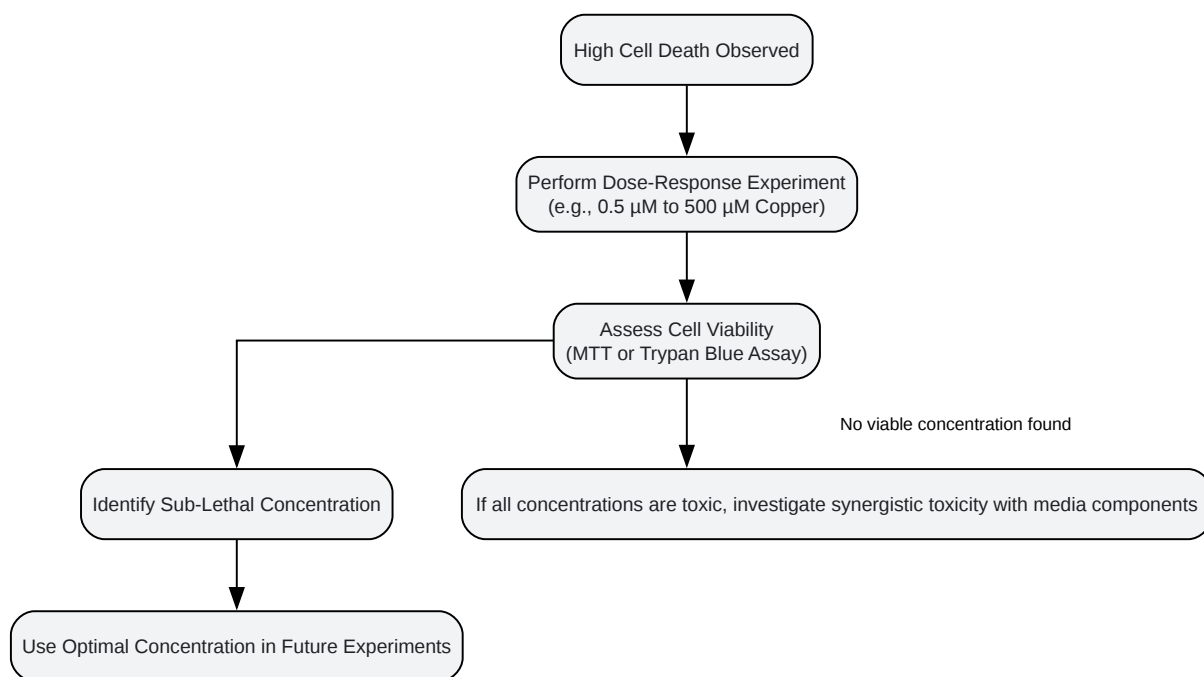 High Cell Death Observed
Perform Dose-Response Experiment
(e.g., 0.5 µM to 500 µM Copper)
Assess Cell Viability
(MTT or Trypan Blue Assay)
No viable concentration found
Identify Sub-Lethal Concentration
If all concentrations are toxic, investigate synergistic toxicity with media components
Use Optimal Concentration in Future Experiments